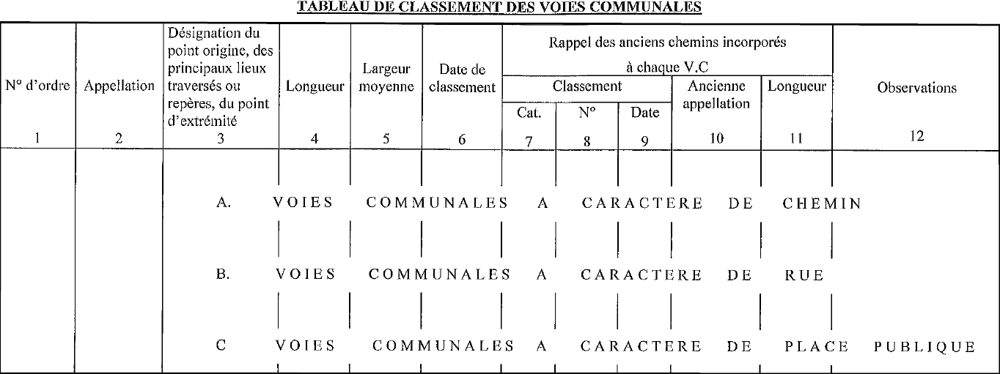 TABLEAU DE CLASSEMENT DES VOIES COMMUNALES
N° d'ordre
1
Appellation
2
Désignation du
point origine, des
principaux lieux
traversés ou
repères, du point
d'extrémité
3
Longueur
4
Largeur
moyenne
5
Date de
classement
6
Rappel des anciens chemins incorporés
à chaque V.C
Classement
Cat.
7
N°
8
Date
9
Ancienne
appellation
10
Longueur
11
Observations
12
A. VOIES COMMUNALES A CARACTERE DE CHEMIN
B. VOIES COMMUNALES A CARACTERE DE RUE
C VOIES COMMUNALES A CARACTERE DE PLACE PUBLIQUE